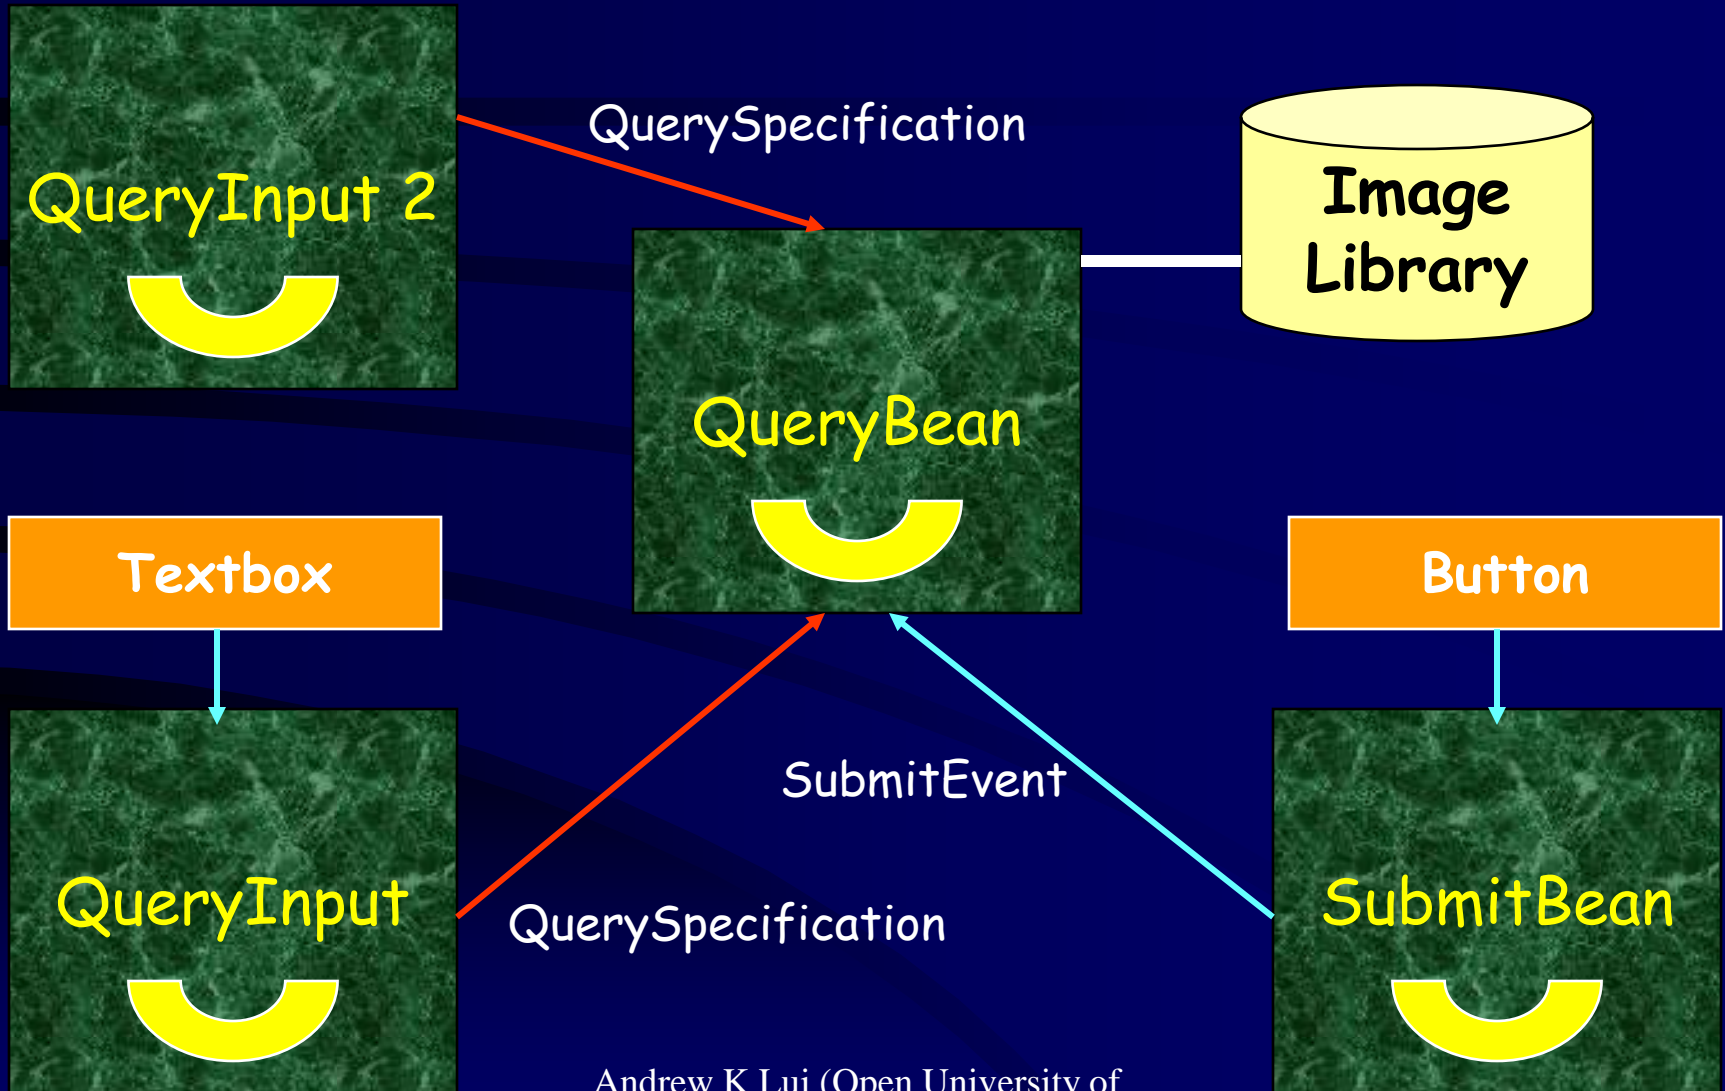 QuerySpecification
QueryInput 2
Image
Library
QueryBean
Textbox
Button
SubmitEvent
QueryInput
QuerySpecification
SubmitBean
Andrew K Lui (Open University of